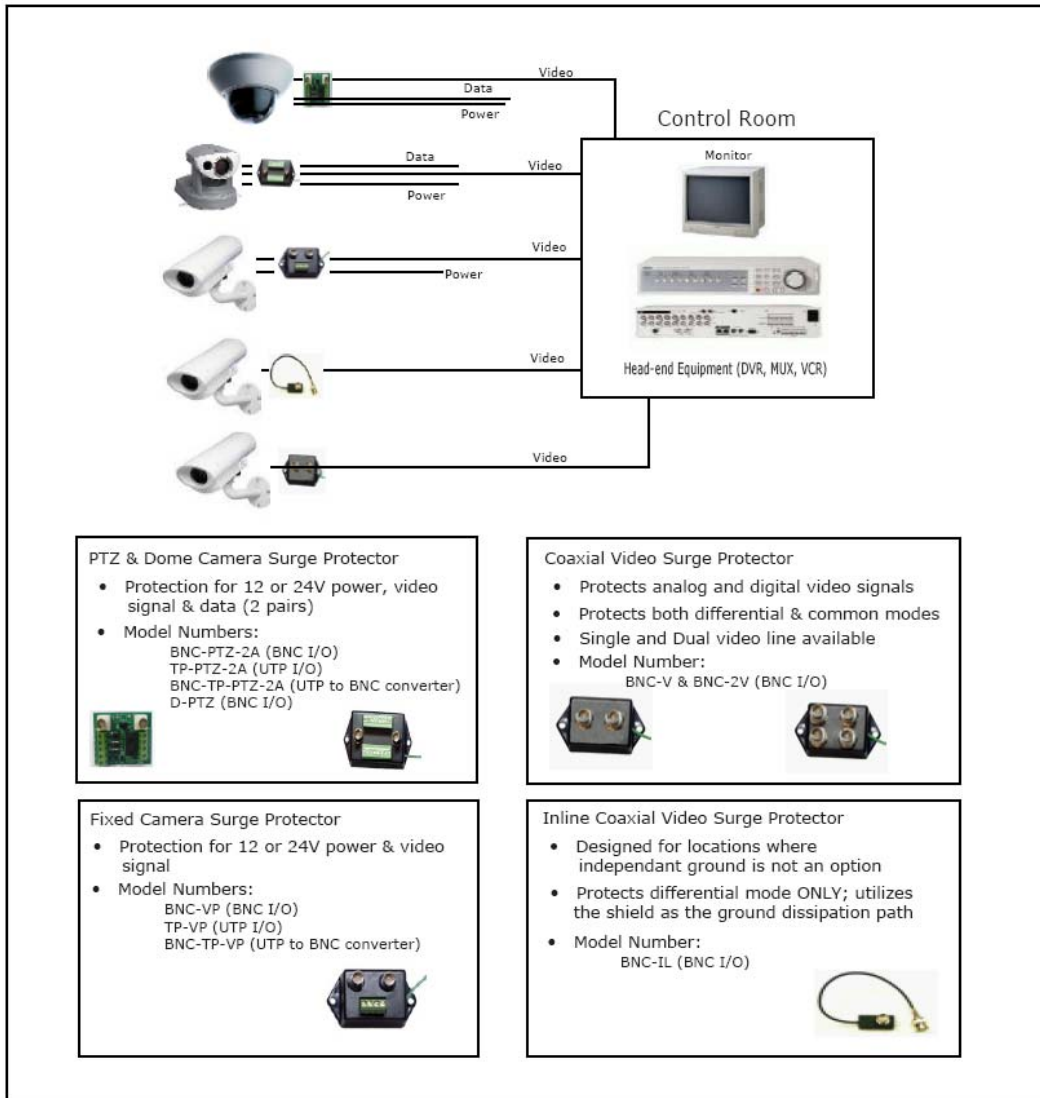 Video
Data
Power
Control Room
Data
Video
Monitor
Power
Video
Power
Video
Head-end Equipment (DVR, MUX, VCR)
Video
PTZ & Dome Camera Surge Protector
• Protection for 12 or 24V power, video
signal & data (2 pairs)
• Model Numbers:
BNC-PTZ-2A (BNC I/O)
TP-PTZ-2A (UTP I/O)
BNC-TP-PTZ-2A (UTP to BNC converter)
D-PTZ (BNC I/O)
Coaxial Video Surge Protector
• Protects analog and digital video signals
• Protects both differential & common modes
• Single and Dual video line available
• Model Number:
BNC-V & BNC-2V (BNC I/O)
Fixed Camera Surge Protector
• Protection for 12 or 24V power & video
signal
• Model Numbers:
BNC-VP (BNC I/O)
TP-VP (UTP I/O)
BNC-TP-VP (UTP to BNC converter)
Inline Coaxial Video Surge Protector
• Designed for locations where
independant ground is not an option
• Protects differential mode ONLY; utilizes
the shield as the ground dissipation path
• Model Number:
BNC-IL (BNC I/O)